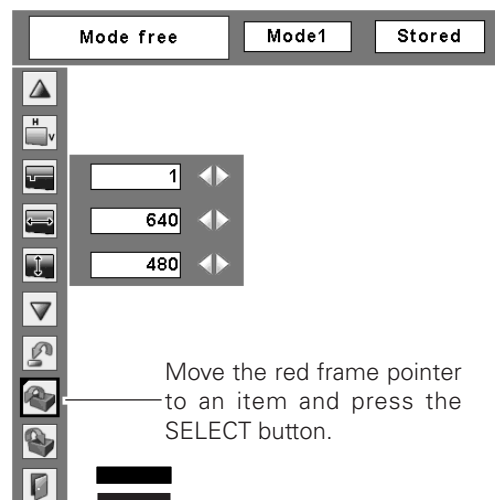 Mode free Mode1 Stored
H
V
1
640
480
Move the red frame pointer
to an item and press the
SELECT button.